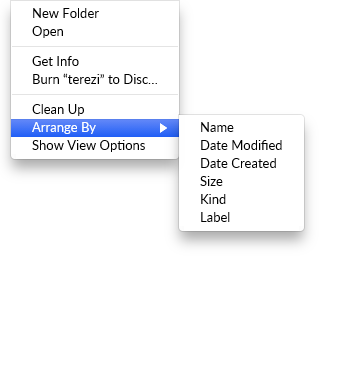 New Folder
Open
Get Info
Burn “terezi” to Disc...
Clean Up
Arrange By
Show View Options
Name
Date Modified
Date Created
Size
Kind
Label